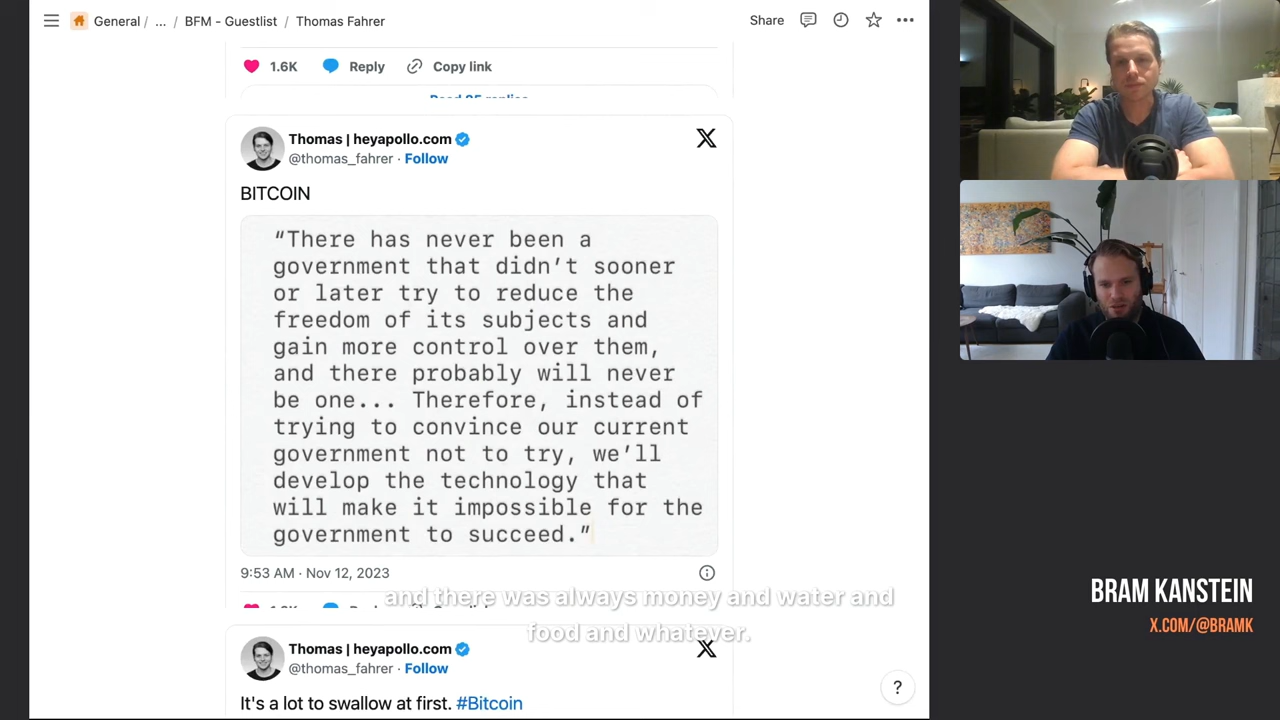 General / ... / BFM - Guestlist / Thomas Fahrer
Share
1.6K Reply Copy link
Thomas | heyapollo.com
@thomas_fahrer · Follow
BITCOIN
“There has never been a
government that didn’t sooner
or later try to reduce the
freedom of its subjects and
gain more control over them,
and there probably will never
be one... Therefore, instead of
trying to convince our current
government not to try, we’ll
develop the technology that
will make it impossible for the
government to succeed.”
9:53 AM · Nov 12, 2023
and there was always money and water and
food and whatever.
Thomas | heyapollo.com
@thomas_fahrer · Follow
It's a lot to swallow at first. #Bitcoin
?
BRAM KANSTEIN
X.COM/@BRAMK